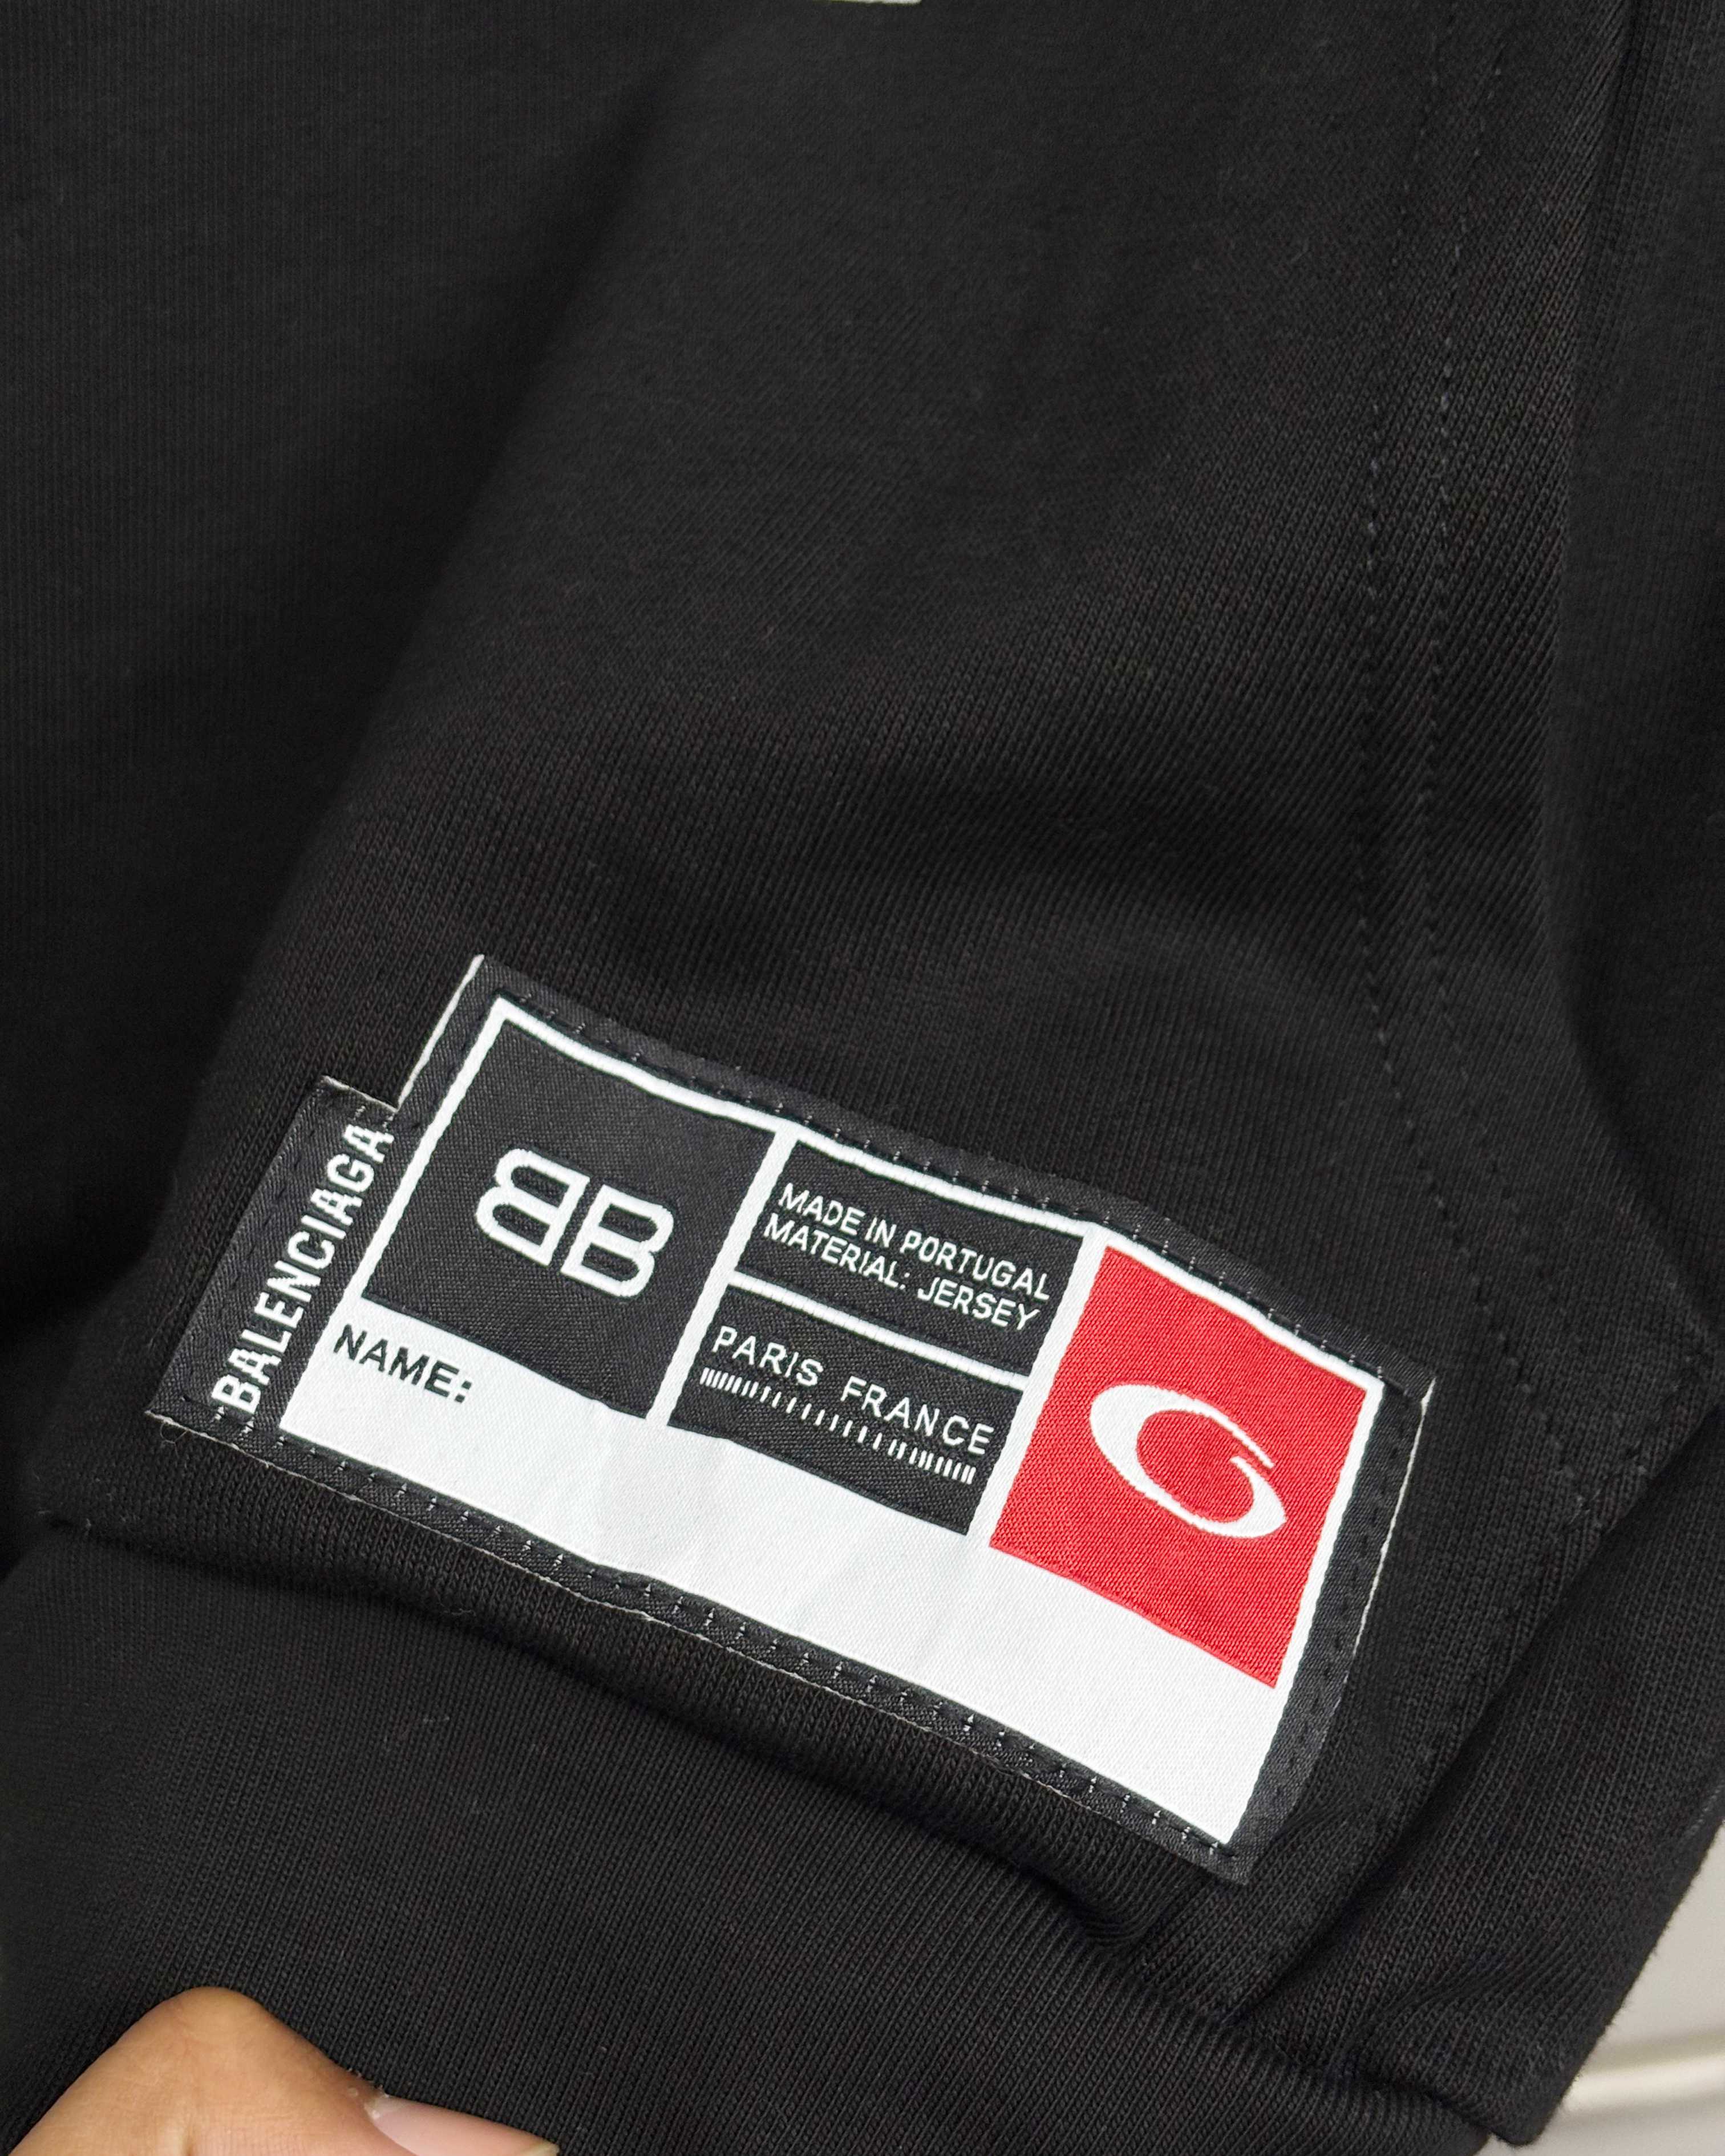 BALENCIAGA
BB
MADE IN PORTUGAL
MATERIAL: JERSEY
PARIS FRANCE
NAME:
G